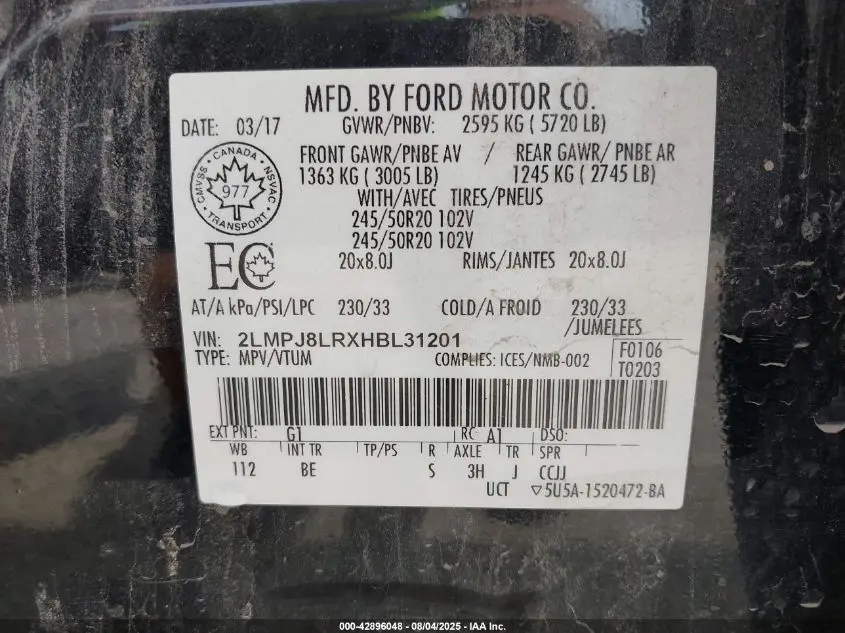 MFD. BY FORD MOTOR CO.
DATE: 03/17 GVWR/PNBV: 2595 KG ( 5720 LB)
FRONT GAWR/PNBE AV / REAR GAWR/ PNBE AR
1363 KG ( 3005 LB) 1245 KG ( 2745 LB)
WITH/AVEC TIRES/PNEUS
245/50R20 102V
245/50R20 102V
20x8.0J RIMS/JANTES 20x8.0J
CANADA
CMVSS NSVAC
977
TRANSPORT
EC
AT/A kPa/PSI/LPC 230/33 COLD/A FROID 230/33
/JUMELEES
VIN: 2LMPJ8LRXHBL31201
TYPE: MPV/VTUM COMPLIES: ICES/NMB-002 F0106
T0203
EXT PNT: G1 RC A1 DSO:
WB INT TR TP/PS R AXLE TR SPR
112 BE S 3H J CCJJ
UCT ▽5U5A-1520472-BA
000-42896048 - 08/04/2025 - IAA Inc.